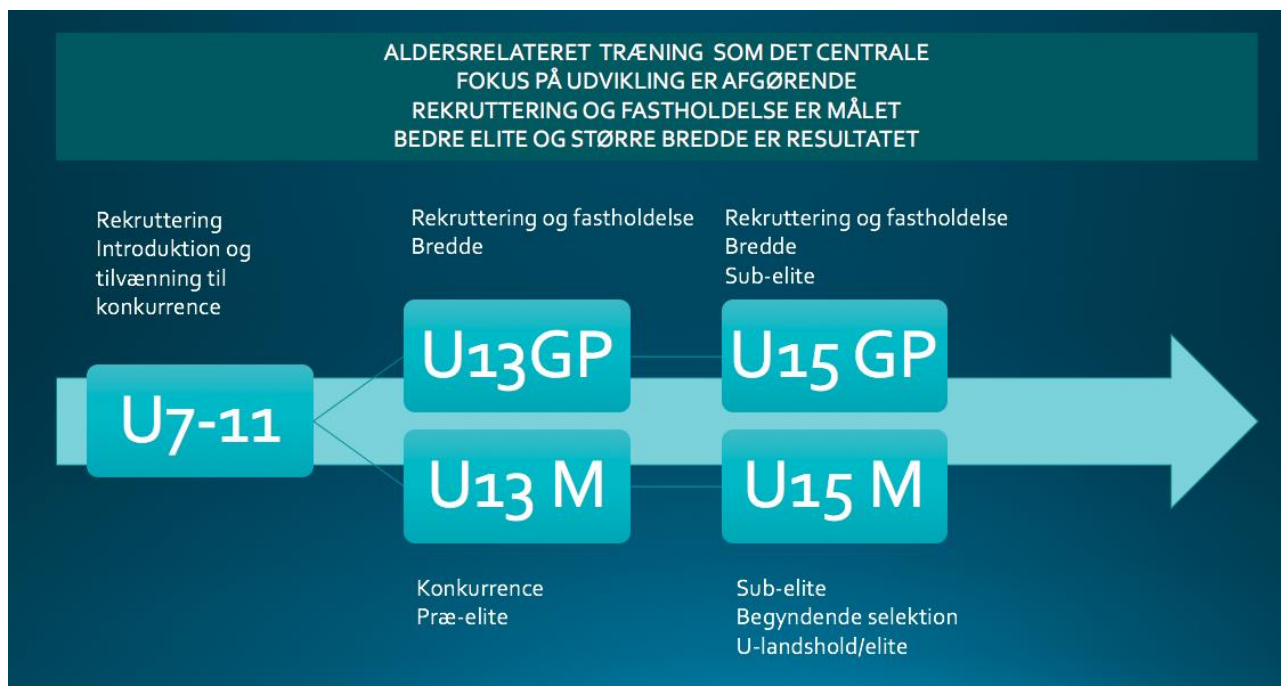 ALDERSRELATERET TRÆNING SOM DET CENTRALE
FOKUS PÅ UDVIKLING ER AFGØRENDE
REKRUTTERING OG FASTHOLDELSE ER MÅLET
BEDRE ELITE OG STØRRE BREDDE ER RESULTATET
Rekruttering
Introduktion og
tilvænning til
konkurrence
Rekruttering og fastholdelse
Bredde
Rekruttering og fastholdelse
Bredde
Sub-elite
U7-11
U13GP
U15 GP
U13 M
U15 M
Konkurrence
Præ-elite
Sub-elite
Begyndende selektion
U-landshold/elite